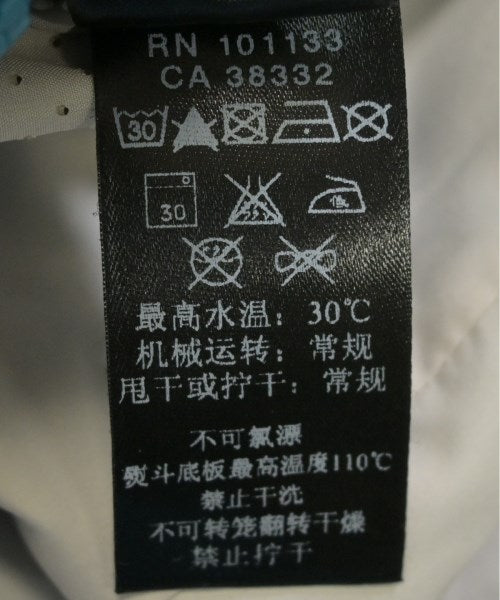 RN 101133
CA 38332
30
30 低
最高水温：30℃
机械运转：常规
甩干或拧干：常规
不可氯漂
熨斗底板最高温度110℃
禁止干洗
不可转笼翻转干燥
禁止拧干